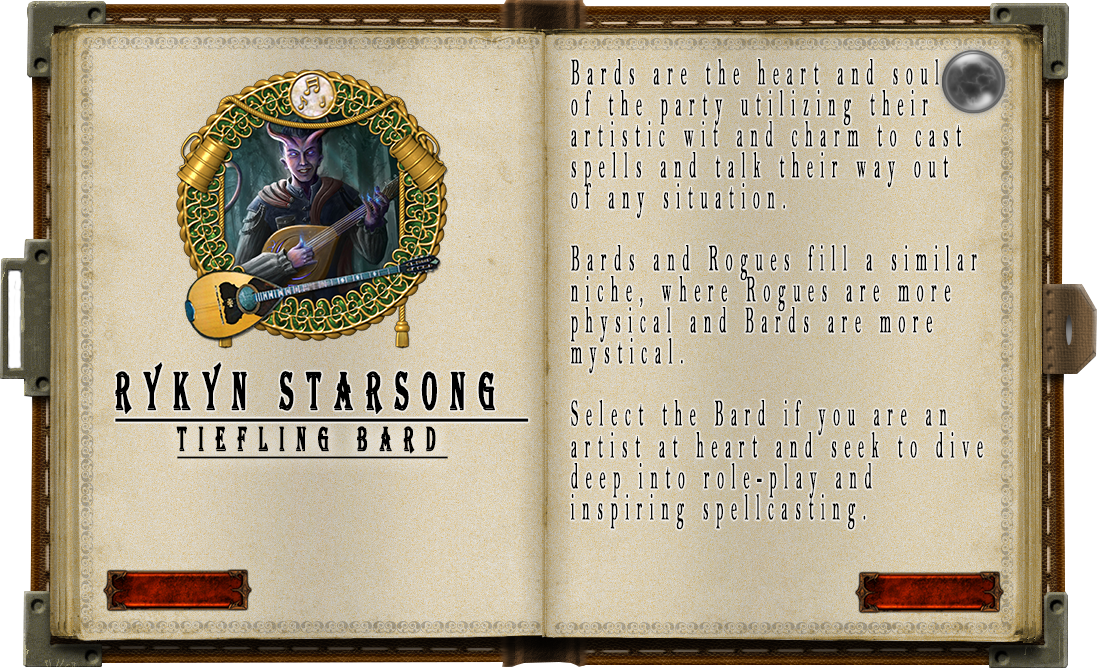 RYKYN STARSONG
TIEFLING BARD
Bards are the heart and soul
of the party utilizing their
artistic wit and charm to cast
spells and talk their way out
of any situation.
Bards and Rogues fill a similar
niche, where Rogues are more
physical and Bards are more
mystical.
Select the Bard if you are an
artist at heart and seek to dive
deep into role-play and
inspiring spellcasting.